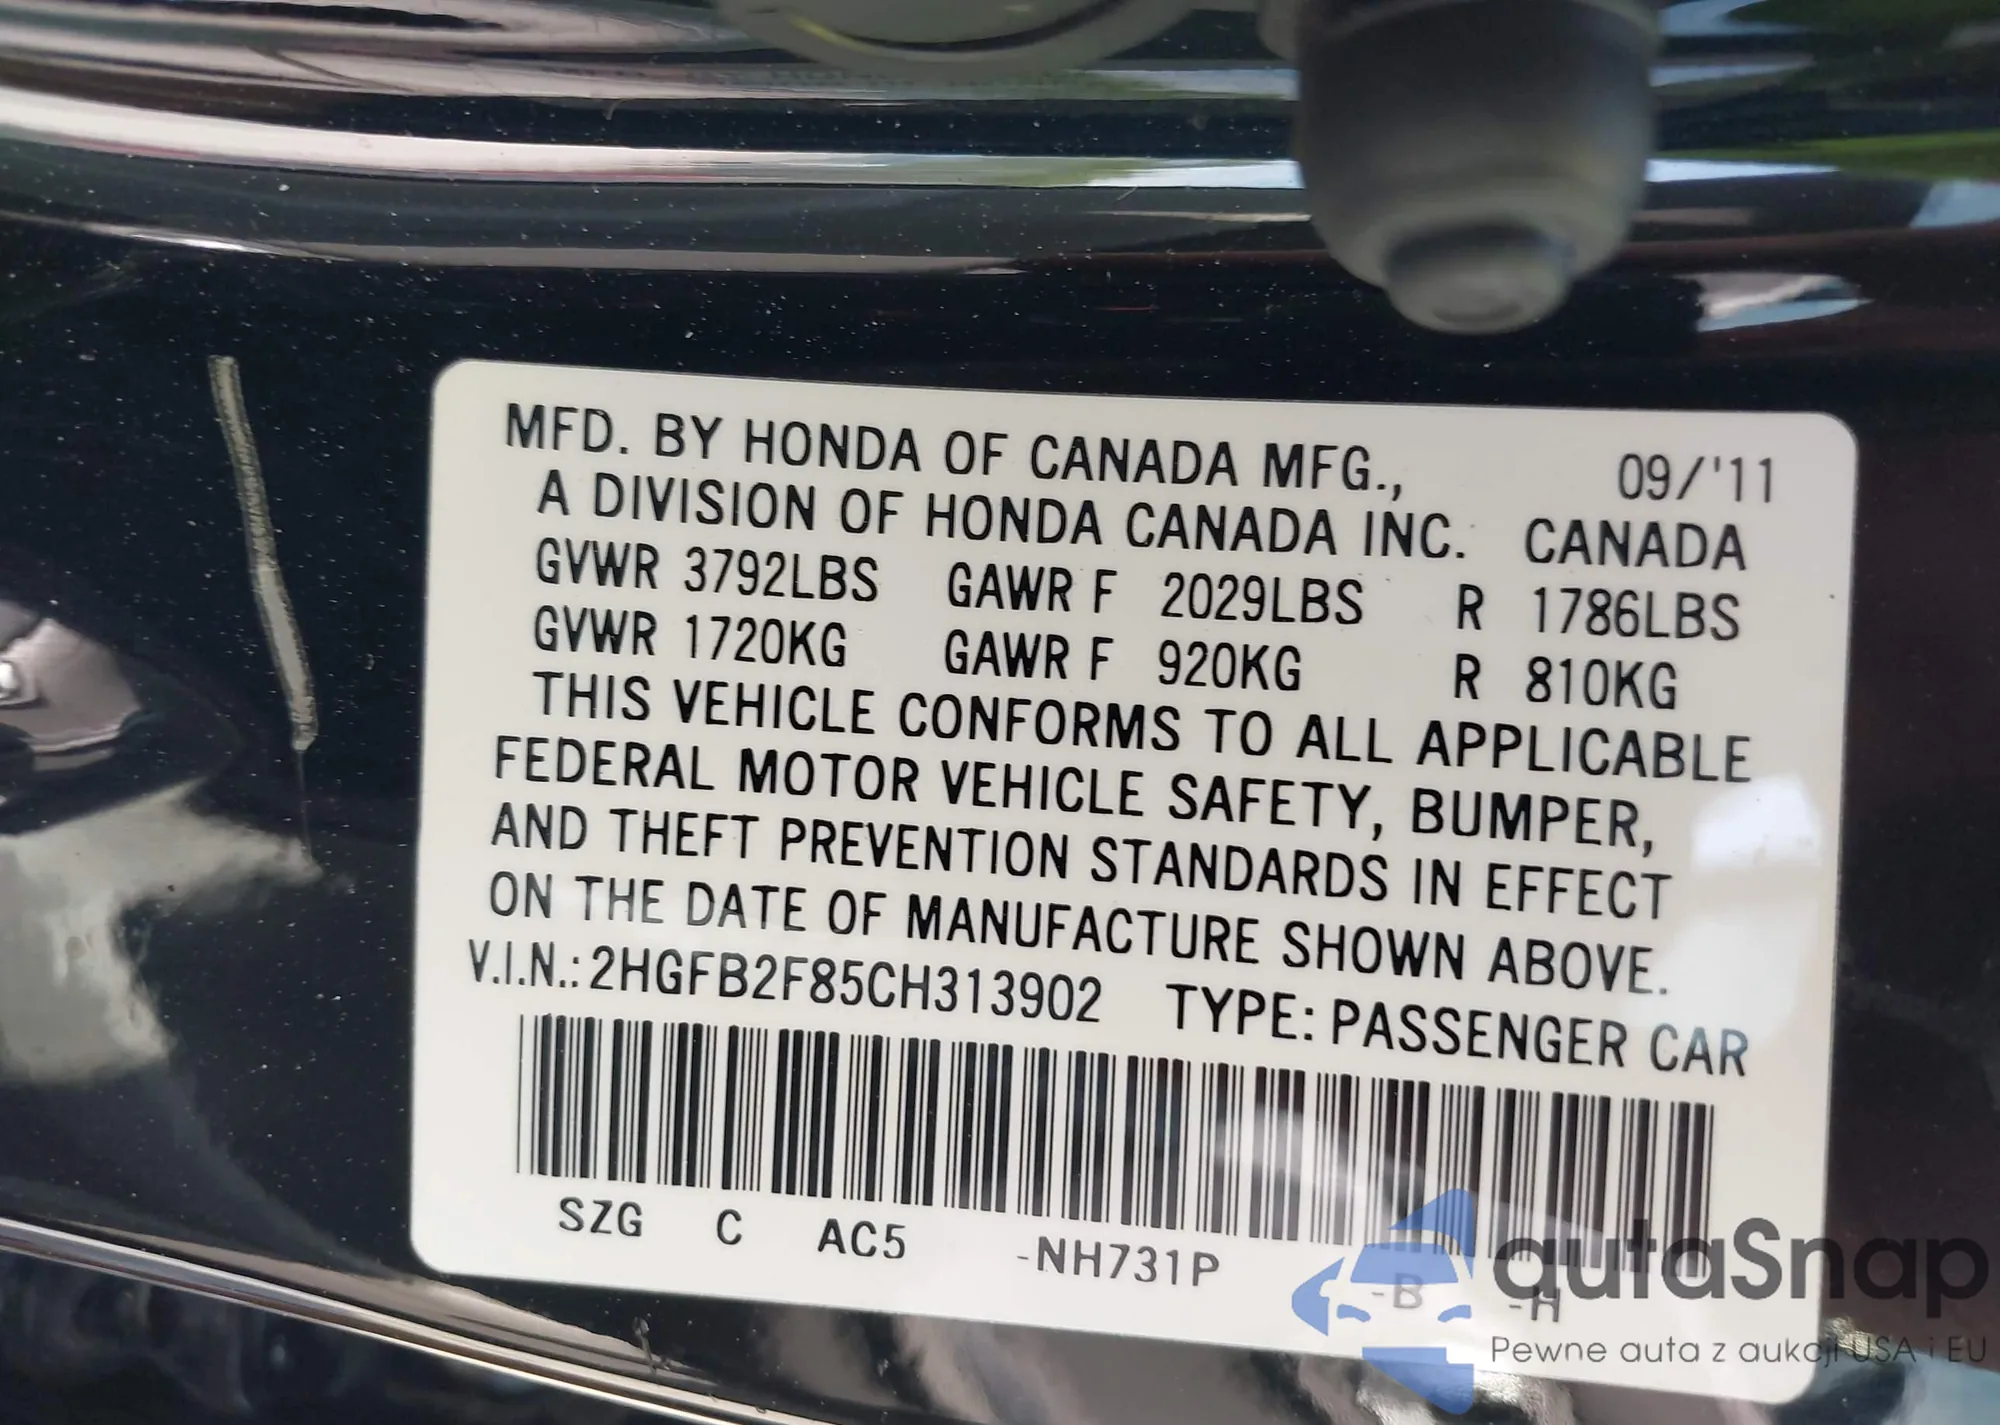 MFD. BY HONDA OF CANADA MFG., 09/'11
A DIVISION OF HONDA CANADA INC. CANADA
GVWR 3792LBS GAWR F 2029LBS R 1786LBS
GVWR 1720KG GAWR F 920KG R 810KG
THIS VEHICLE CONFORMS TO ALL APPLICABLE
FEDERAL MOTOR VEHICLE SAFETY, BUMPER,
AND THEFT PREVENTION STANDARDS IN EFFECT
ON THE DATE OF MANUFACTURE SHOWN ABOVE.
V.I.N.: 2HGFB2F85CH313902 TYPE: PASSENGER CAR
SZG C AC5 -NH731P -B -H
autaSnap
Pewne auta z aukcji USA i EU